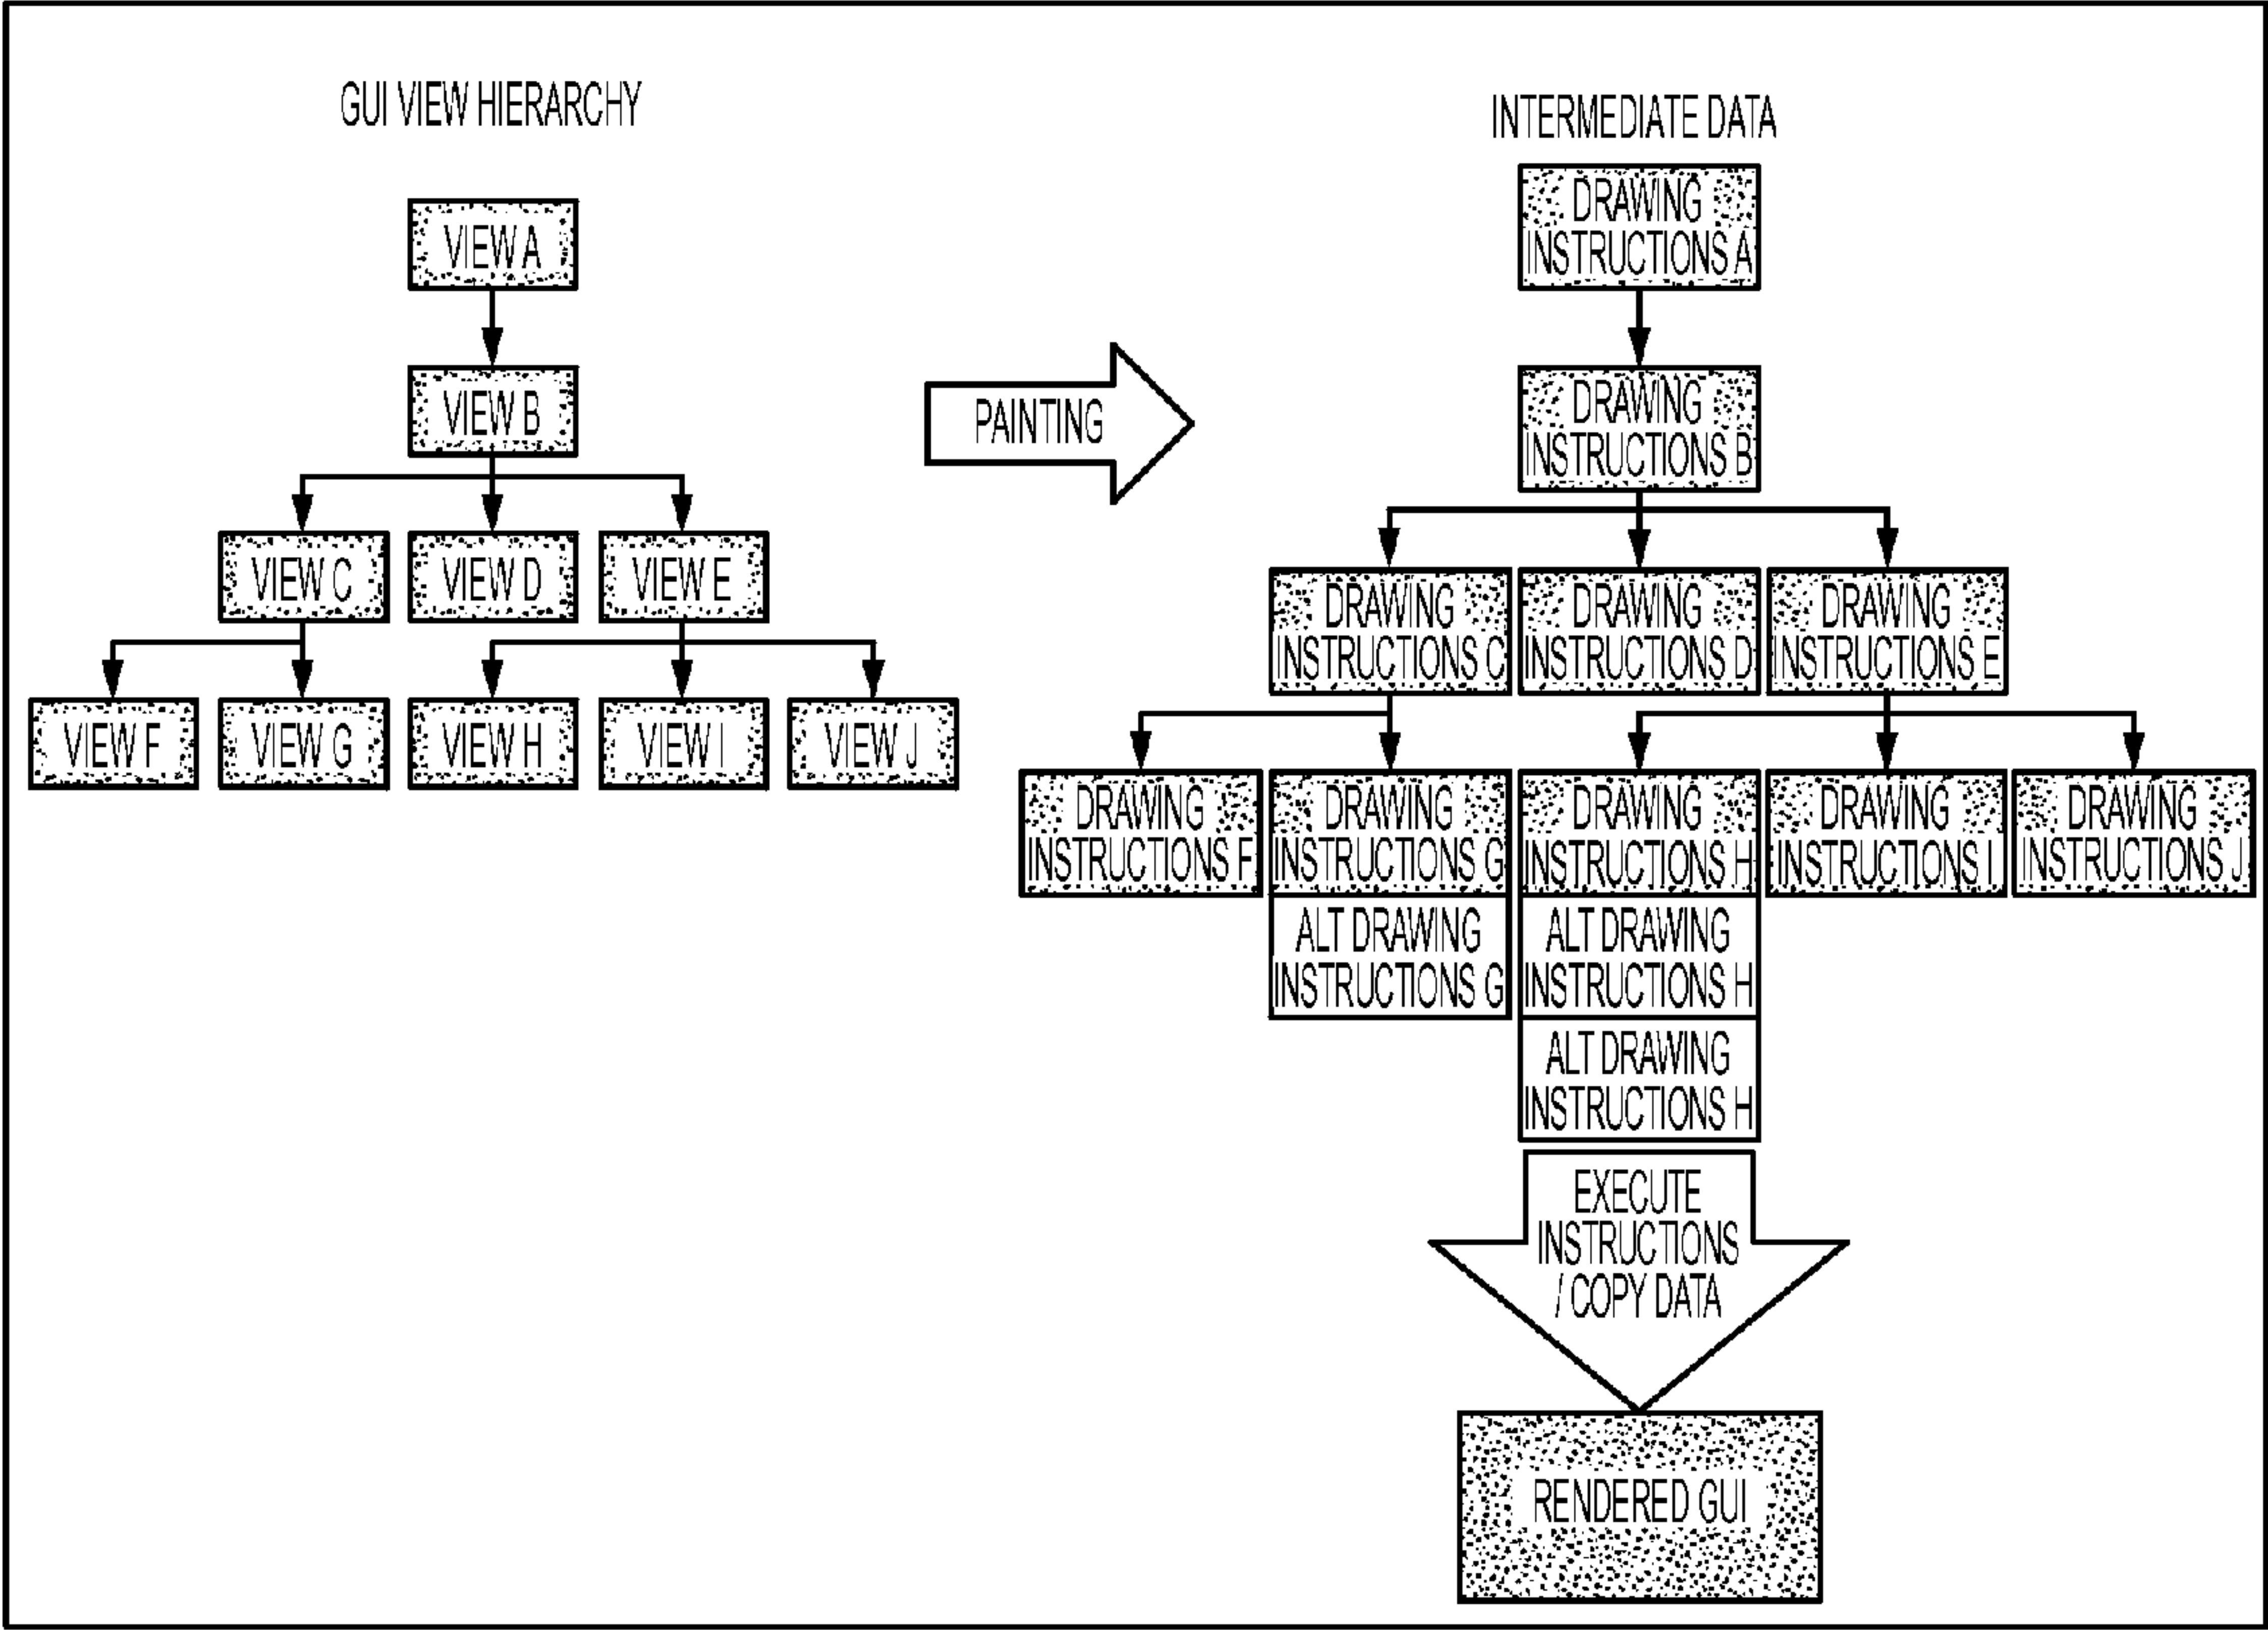 GUI VIEW HIERARCHY
VIEW A
VIEW B
VIEW C
VIEW D
VIEW E
VIEW F
VIEW G
VIEW H
VIEW I
VIEW J
PAINTING
INTERMEDIATE DATA
DRAWING
INSTRUCTIONS A
DRAWING
INSTRUCTIONS B
DRAWING
INSTRUCTIONS C
DRAWING
INSTRUCTIONS D
DRAWING
INSTRUCTIONS E
DRAWING
INSTRUCTIONS F
DRAWING
INSTRUCTIONS G
ALT DRAWING
INSTRUCTIONS G
DRAWING
INSTRUCTIONS H
ALT DRAWING
INSTRUCTIONS H
ALT DRAWING
INSTRUCTIONS H
DRAWING
INSTRUCTIONS I
DRAWING
INSTRUCTIONS J
EXECUTE
INSTRUCTIONS
/ COPY DATA
RENDERED GUI